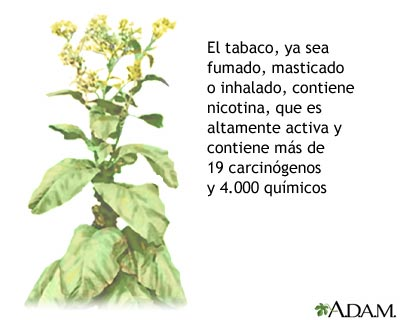 El tabaco, ya sea
fumado, masticado
o inhalado, contiene
nicotina, que es
altamente activa y
contiene más de
19 carcinógenos
y 4.000 químicos
A.D.A.M.